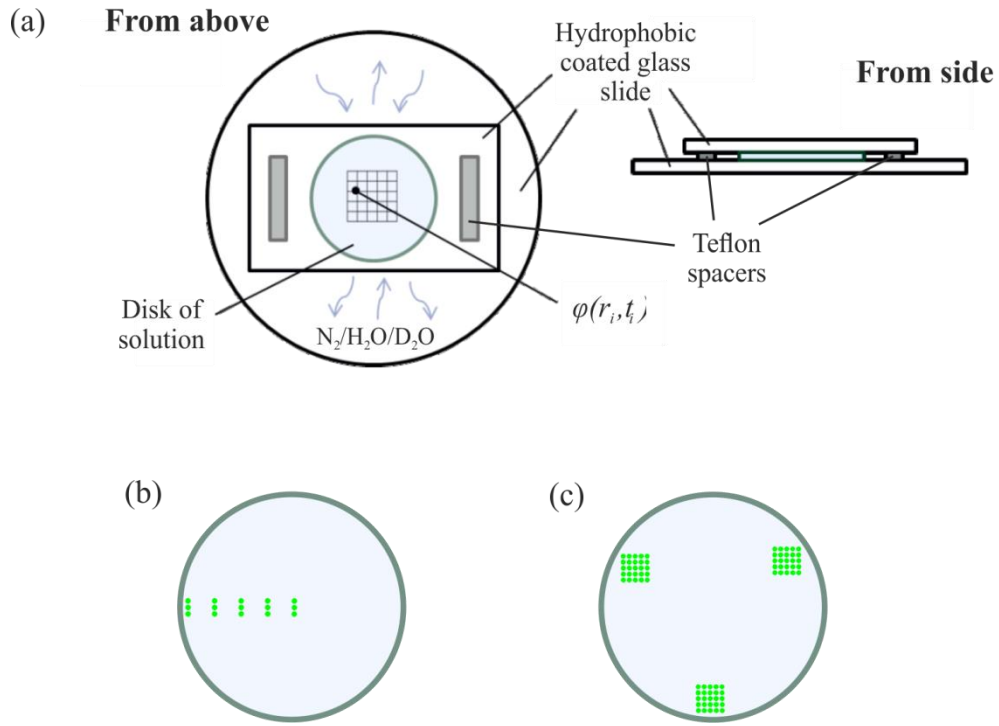 (a)
From above
Hydrophobic
coated glass
slide
From side
Teflon
spacers
Disk of
solution
N₂/H₂O/D₂O
φ(rᵢ,tᵢ)
(b)
(c)